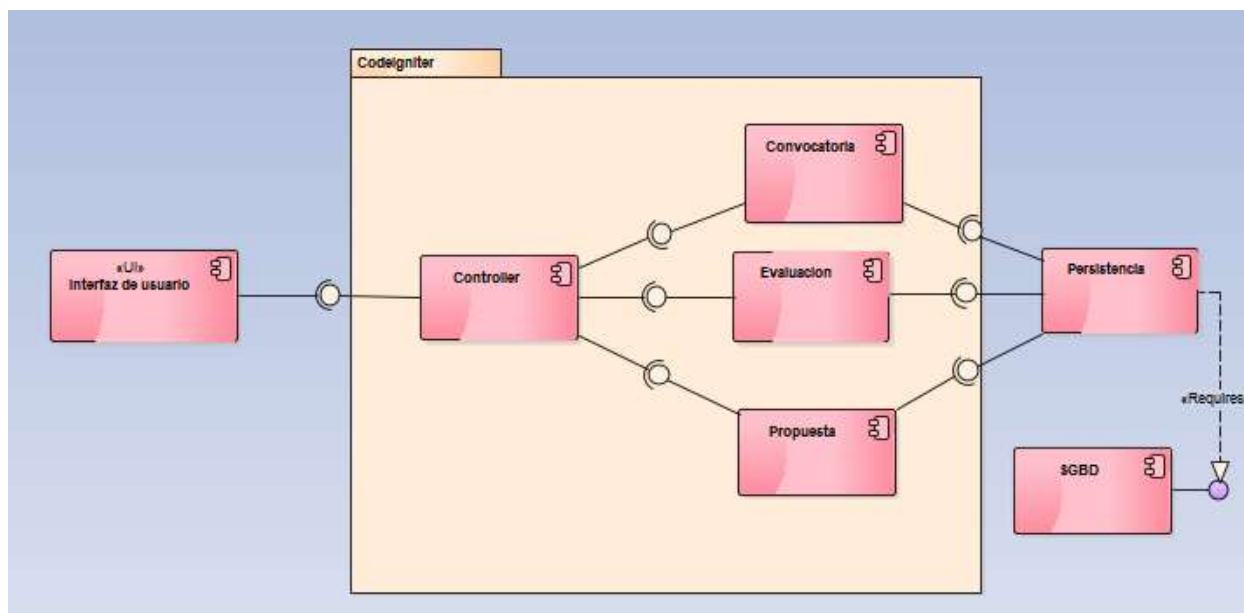 Codeigniter
Convocatoria
«UI»
Interfaz de usuario
Controller
Evaluacion
Persistencia
«Requires
Propuesta
SGBD